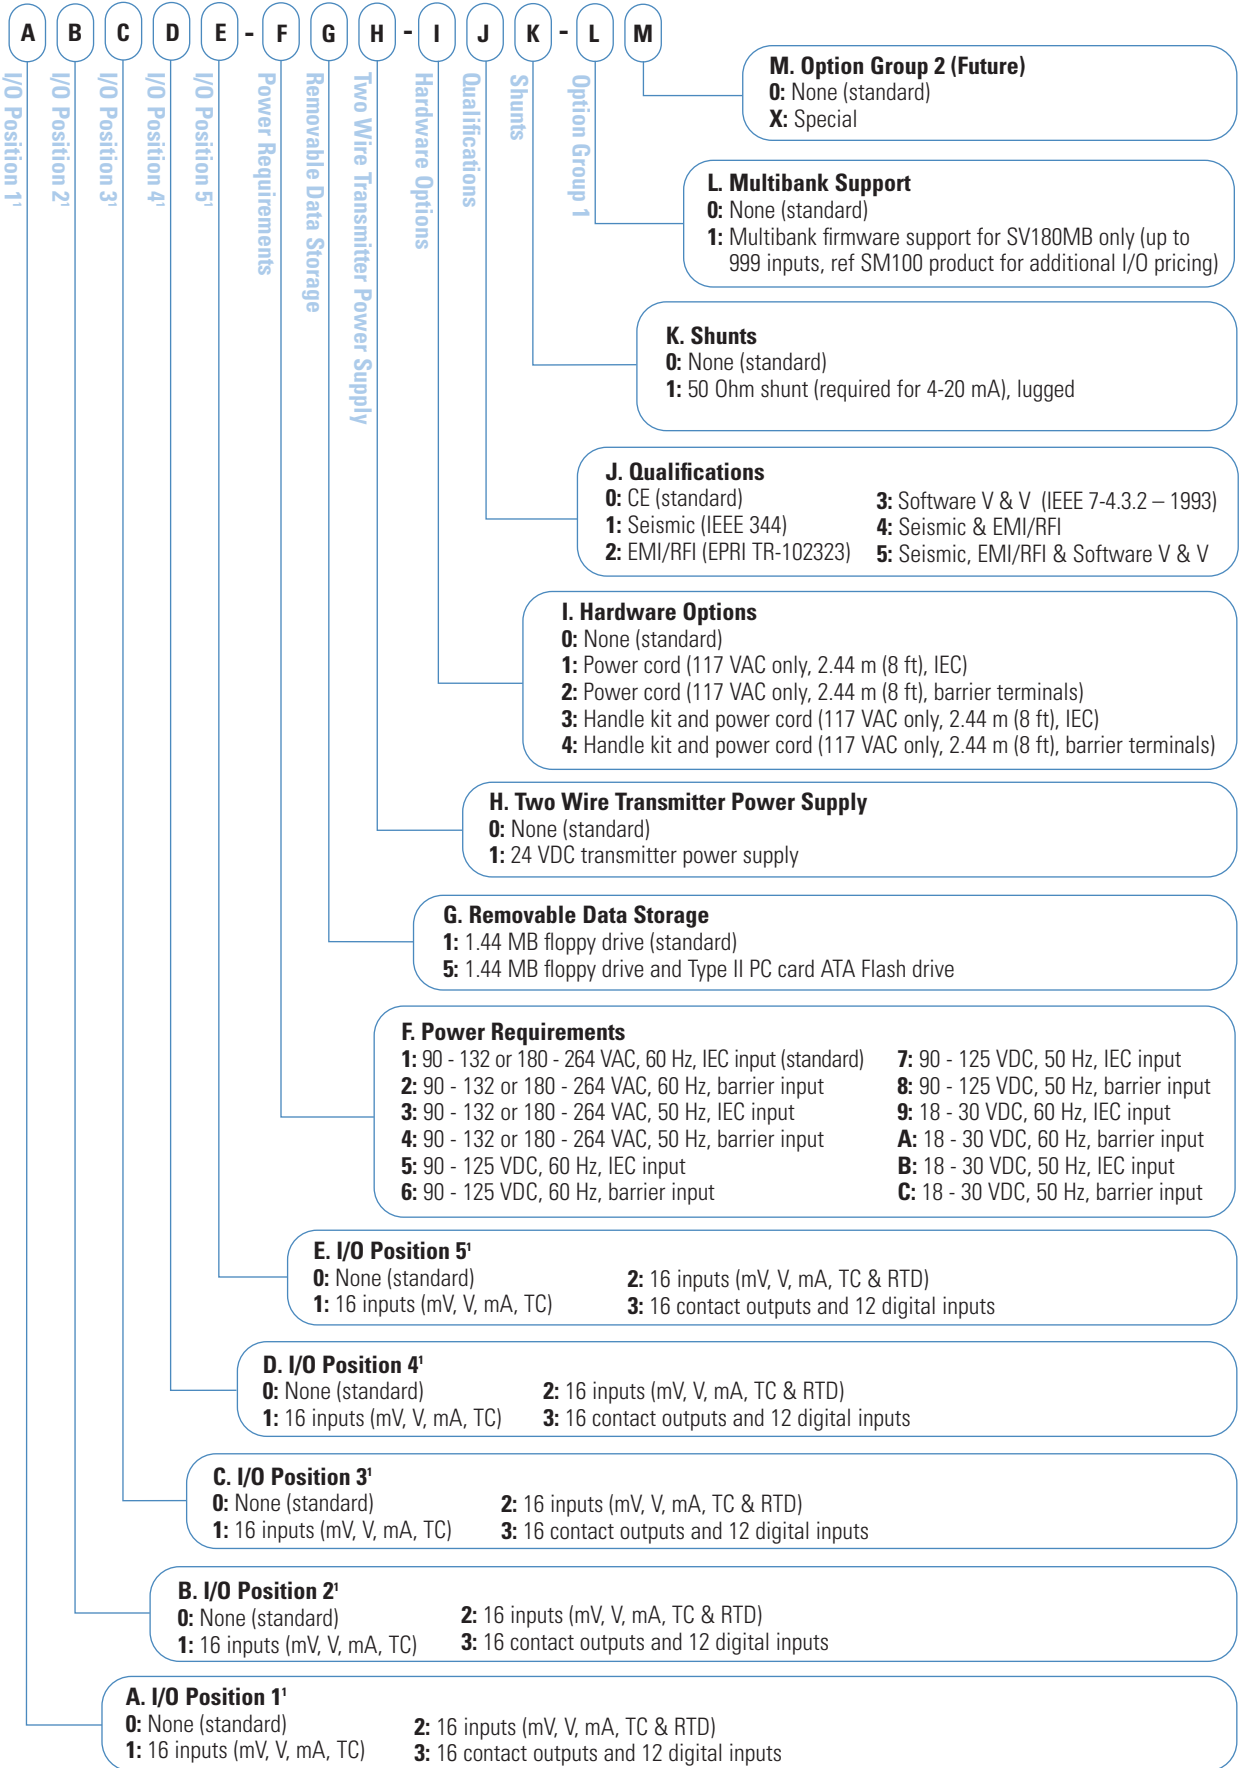 A B C D E - F G H - I J K - L M
I/O Position 1¹
I/O Position 2¹
I/O Position 3¹
I/O Position 4¹
I/O Position 5¹
Power Requirements
Removable Data Storage
Two Wire Transmitter Power Supply
Hardware Options
Qualifications
Shunts
Option Group 1
M. Option Group 2 (Future)
0: None (standard)
X: Special
L. Multibank Support
0: None (standard)
1: Multibank firmware support for SV180MB only (up to
999 inputs, ref SM100 product for additional I/O pricing)
K. Shunts
0: None (standard)
1: 50 Ohm shunt (required for 4-20 mA), lugged
J. Qualifications
0: CE (standard)
1: Seismic (IEEE 344)
2: EMI/RFI (EPRI TR-102323)
3: Software V & V (IEEE 7-4.3.2 – 1993)
4: Seismic & EMI/RFI
5: Seismic, EMI/RFI & Software V & V
I. Hardware Options
0: None (standard)
1: Power cord (117 VAC only, 2.44 m (8 ft), IEC)
2: Power cord (117 VAC only, 2.44 m (8 ft), barrier terminals)
3: Handle kit and power cord (117 VAC only, 2.44 m (8 ft), IEC)
4: Handle kit and power cord (117 VAC only, 2.44 m (8 ft), barrier terminals)
H. Two Wire Transmitter Power Supply
0: None (standard)
1: 24 VDC transmitter power supply
G. Removable Data Storage
1: 1.44 MB floppy drive (standard)
5: 1.44 MB floppy drive and Type II PC card ATA Flash drive
F. Power Requirements
1: 90 - 132 or 180 - 264 VAC, 60 Hz, IEC input (standard)
2: 90 - 132 or 180 - 264 VAC, 60 Hz, barrier input
3: 90 - 132 or 180 - 264 VAC, 50 Hz, IEC input
4: 90 - 132 or 180 - 264 VAC, 50 Hz, barrier input
5: 90 - 125 VDC, 60 Hz, IEC input
6: 90 - 125 VDC, 60 Hz, barrier input
7: 90 - 125 VDC, 50 Hz, IEC input
8: 90 - 125 VDC, 50 Hz, barrier input
9: 18 - 30 VDC, 60 Hz, IEC input
A: 18 - 30 VDC, 60 Hz, barrier input
B: 18 - 30 VDC, 50 Hz, IEC input
C: 18 - 30 VDC, 50 Hz, barrier input
E. I/O Position 5¹
0: None (standard)
1: 16 inputs (mV, V, mA, TC)
2: 16 inputs (mV, V, mA, TC & RTD)
3: 16 contact outputs and 12 digital inputs
D. I/O Position 4¹
0: None (standard)
1: 16 inputs (mV, V, mA, TC)
2: 16 inputs (mV, V, mA, TC & RTD)
3: 16 contact outputs and 12 digital inputs
C. I/O Position 3¹
0: None (standard)
1: 16 inputs (mV, V, mA, TC)
2: 16 inputs (mV, V, mA, TC & RTD)
3: 16 contact outputs and 12 digital inputs
B. I/O Position 2¹
0: None (standard)
1: 16 inputs (mV, V, mA, TC)
2: 16 inputs (mV, V, mA, TC & RTD)
3: 16 contact outputs and 12 digital inputs
A. I/O Position 1¹
0: None (standard)
1: 16 inputs (mV, V, mA, TC)
2: 16 inputs (mV, V, mA, TC & RTD)
3: 16 contact outputs and 12 digital inputs